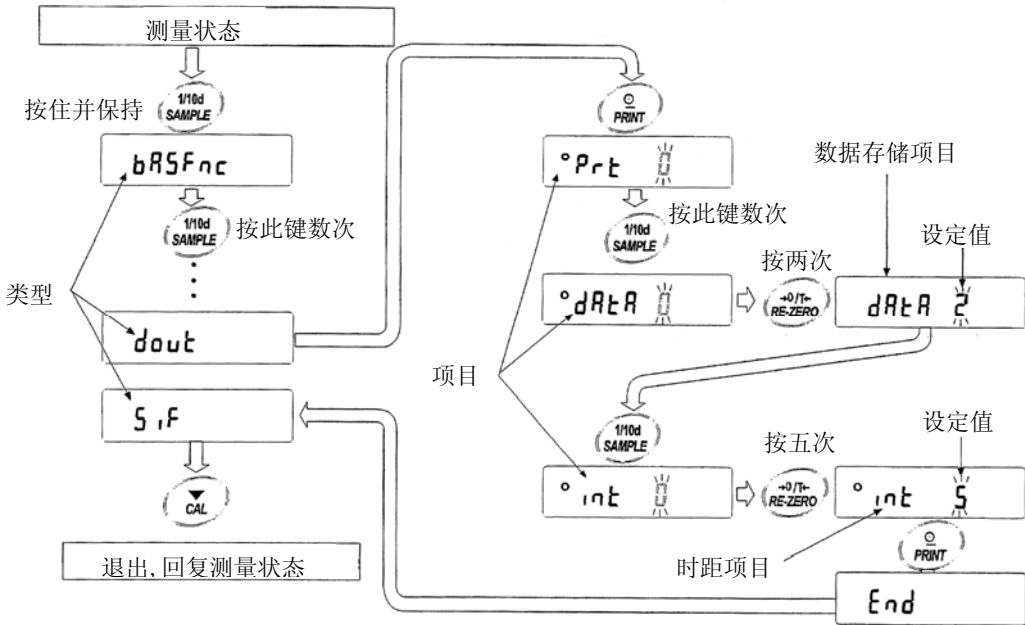 测量状态
按住并保持
1/10d
SAMPLE
bASFnc
1/10d
SAMPLE
按此键数次
类型
dout
SiF
CAL
退出,回复测量状态
PRINT
Prt 0
1/10d
SAMPLE
按此键数次
dAtA 0
按两次
→0/T←
RE-ZERO
数据存储项目
设定值
dAtA 2
项目
1/10d
SAMPLE
int 0
按五次
→0/T←
RE-ZERO
设定值
int 5
时距项目
PRINT
End